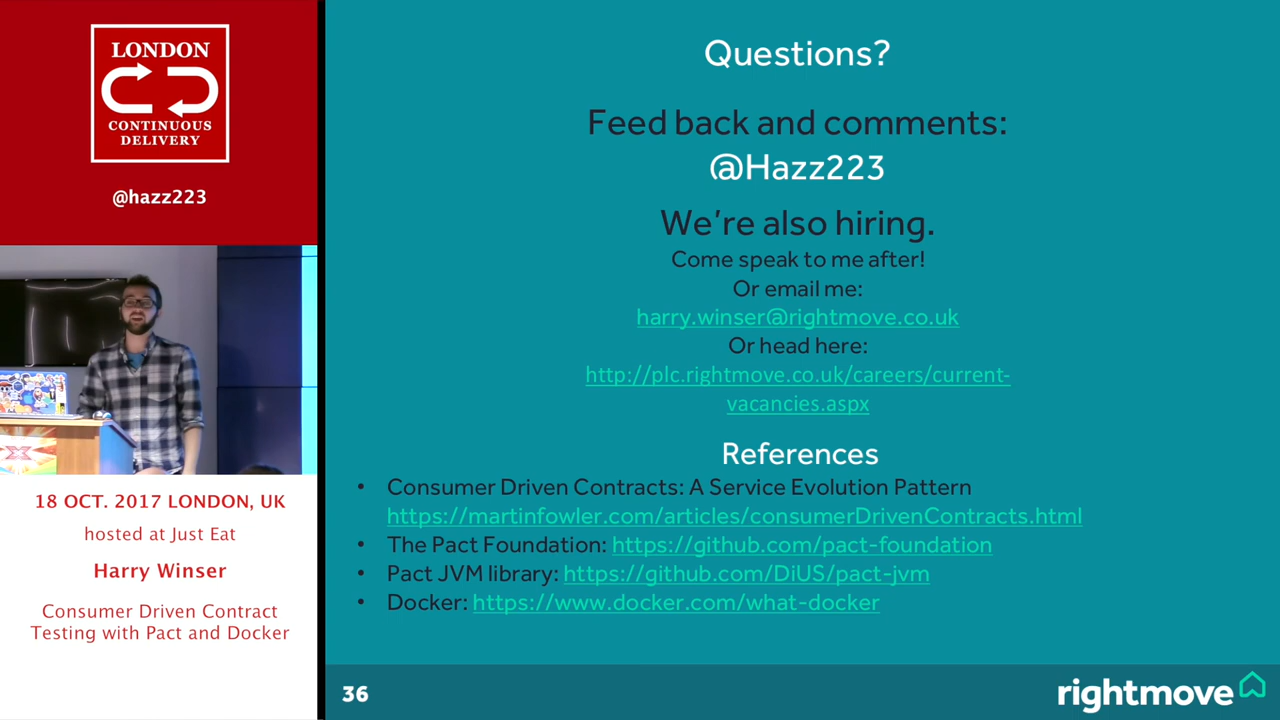 LONDON
CONTINUOUS
DELIVERY
@hazz223
18 OCT. 2017 LONDON, UK
hosted at Just Eat
Harry Winser
Consumer Driven Contract
Testing with Pact and Docker
Questions?
Feed back and comments:
@Hazz223
We're also hiring.
Come speak to me after!
Or email me:
harry.winser@rightmove.co.uk
Or head here:
http://plc.rightmove.co.uk/careers/current-
vacancies.aspx
References
• Consumer Driven Contracts: A Service Evolution Pattern
https://martinfowler.com/articles/consumerDrivenContracts.html
• The Pact Foundation: https://github.com/pact-foundation
• Pact JVM library: https://github.com/DiUS/pact-jvm
• Docker: https://www.docker.com/what-docker
36
rightmove